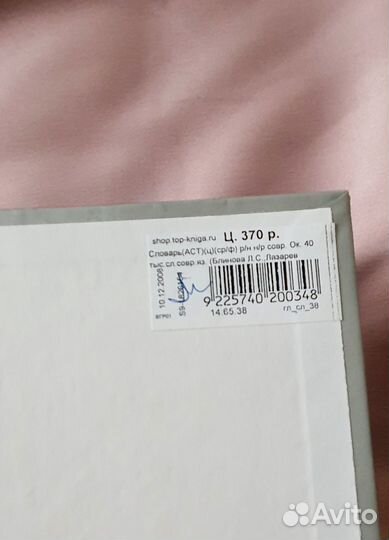 shop.top-kniga.ru Ц. 370 р.
Словарь(АСТ)(ц)(ср/ф) р/н н/р совр. Ок. 40
тыс.сл.совр.яз. (Блинова Л.С.,Лазарев
10.12.2008
ВГР01
9 225740 200348
14.65.38 гл_сл_38
Avito